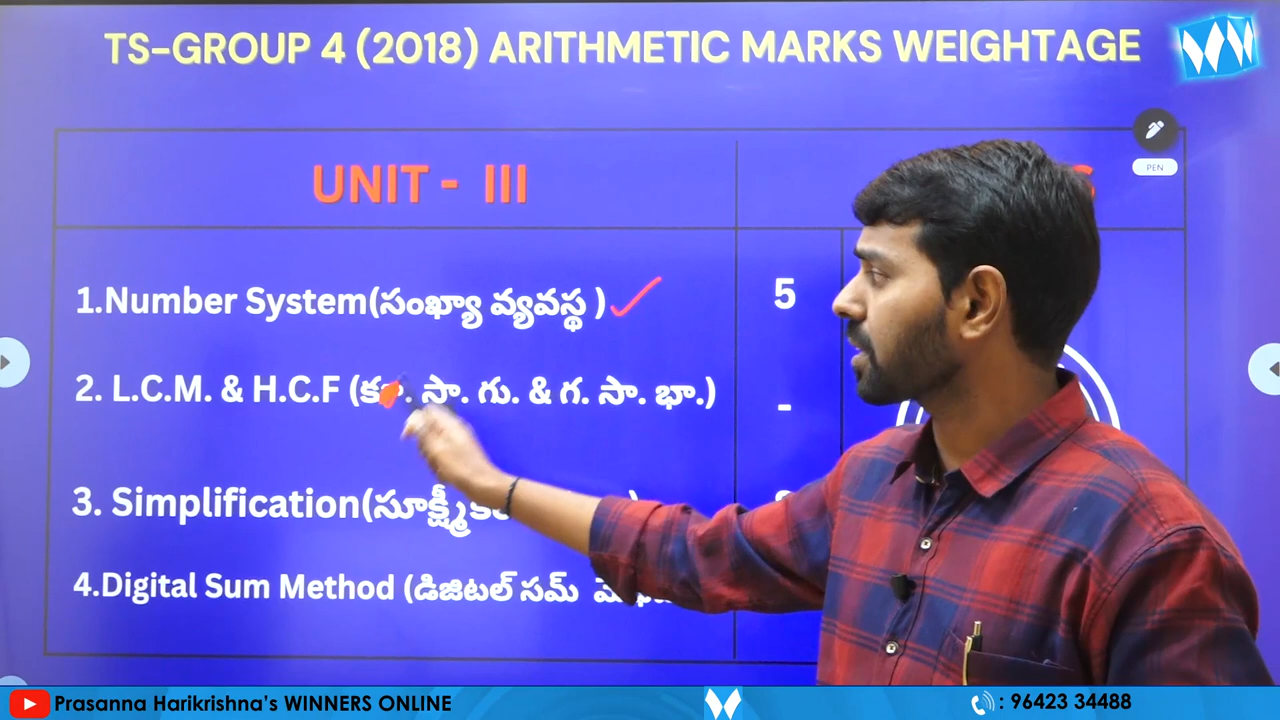 TS-GROUP 4 (2018) ARITHMETIC MARKS WEIGHTAGE
PEN
UNIT - III
1.Number System(సంఖ్యా వ్యవస్థ ) 5
2. L.C.M. & H.C.F (క సా. గు. & గ. సా. భా.) -
3. Simplification(
4.Digital Sum Method (డిజిటల్ సమ్
Prasanna Harikrishna's WINNERS ONLINE
: 96423 34488